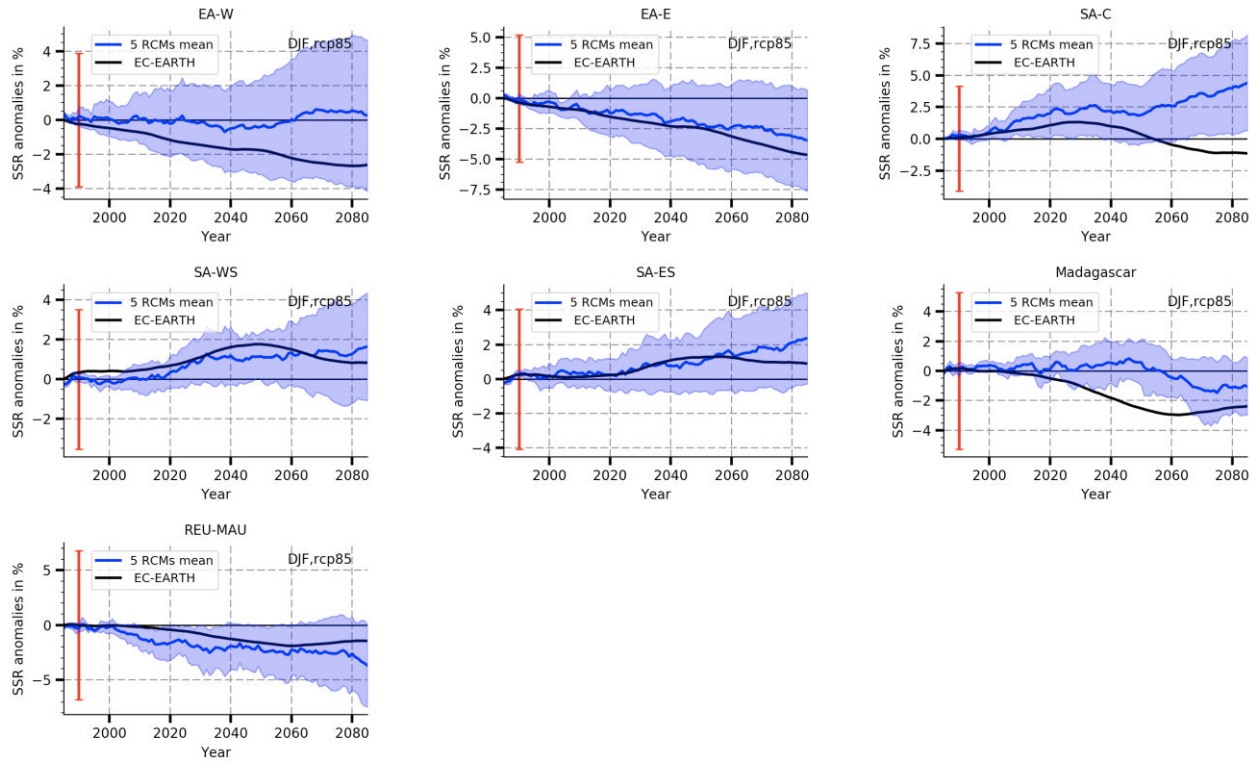 EA-W
5 RCMs mean
EC-EARTH
DJF,rcp85
SSR anomalies in %
4
2
0
−2
−4
2000 2020 2040 2060 2080
Year
EA-E
5 RCMs mean
EC-EARTH
DJF,rcp85
SSR anomalies in %
5.0
2.5
0.0
−2.5
−5.0
−7.5
2000 2020 2040 2060 2080
Year
SA-C
5 RCMs mean
EC-EARTH
DJF,rcp85
SSR anomalies in %
7.5
5.0
2.5
0.0
−2.5
2000 2020 2040 2060 2080
Year
SA-WS
5 RCMs mean
EC-EARTH
DJF,rcp85
SSR anomalies in %
4
2
0
−2
2000 2020 2040 2060 2080
Year
SA-ES
5 RCMs mean
EC-EARTH
DJF,rcp85
SSR anomalies in %
4
2
0
−2
−4
2000 2020 2040 2060 2080
Year
Madagascar
5 RCMs mean
EC-EARTH
DJF,rcp85
SSR anomalies in %
4
2
0
−2
−4
2000 2020 2040 2060 2080
Year
REU-MAU
5 RCMs mean
EC-EARTH
DJF,rcp85
SSR anomalies in %
5
0
−5
2000 2020 2040 2060 2080
Year